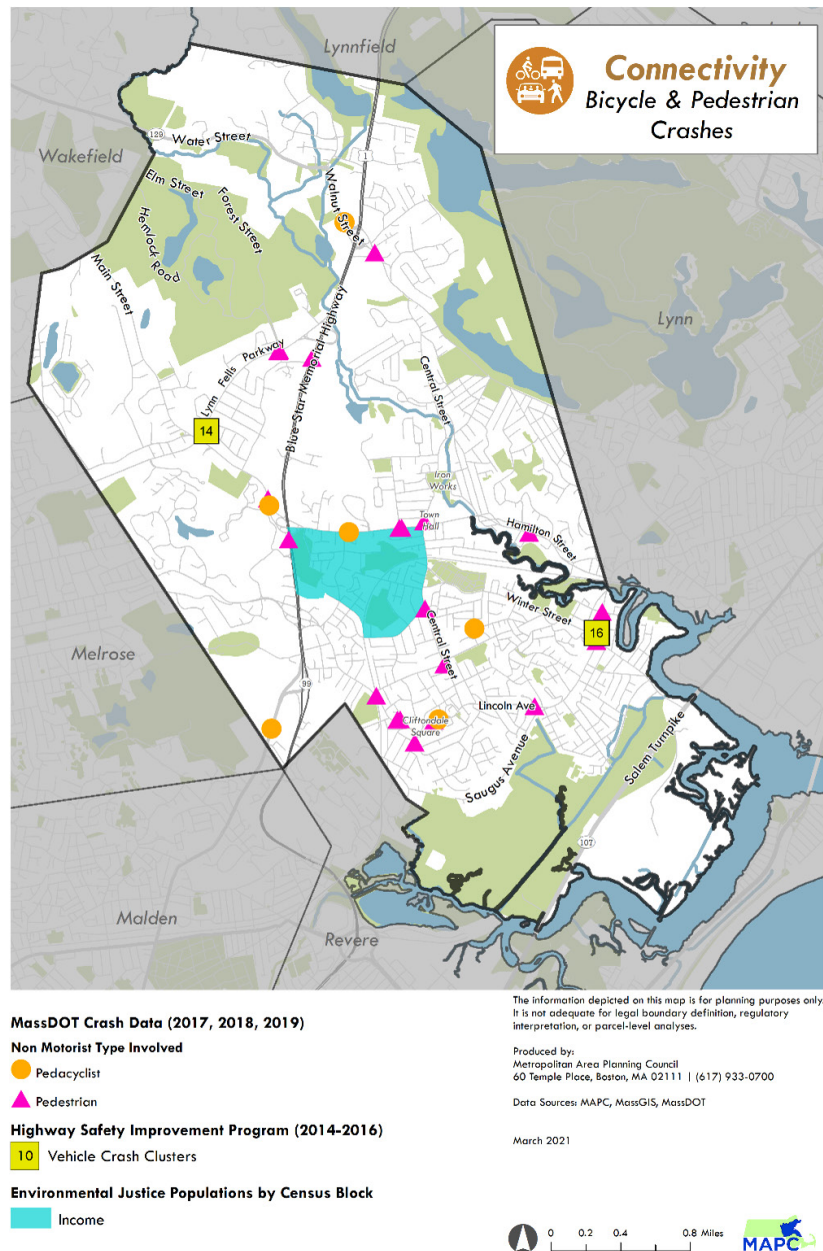 Connectivity
Bicycle & Pedestrian
Crashes
Lynnfield
Wakefield
129
Water Street
1
Elm Street
Forest Street
Walnut Street
Hemlock Road
Main Street
Lynn
Blue Star Memorial Highway
Lynn Fells Parkway
Central Street
14
Iron
Works
Town
Hall
Hamilton Street
Winter Street
16
Melrose
Central Street
99
Lincoln Ave
Cliftondale
Square
Saugus Avenue
Salem Turnpike
107
Malden
Revere
MassDOT Crash Data (2017, 2018, 2019)
Non Motorist Type Involved
Pedacyclist
Pedestrian
Highway Safety Improvement Program (2014-2016)
10 Vehicle Crash Clusters
Environmental Justice Populations by Census Block
Income
The information depicted on this map is for planning purposes only.
It is not adequate for legal boundary definition, regulatory
interpretation, or parcel-level analyses.
Produced by:
Metropolitan Area Planning Council
60 Temple Place, Boston, MA 02111 | (617) 933-0700
Data Sources: MAPC, MassGIS, MassDOT
March 2021
0 0.2 0.4 0.8 Miles
MAPC